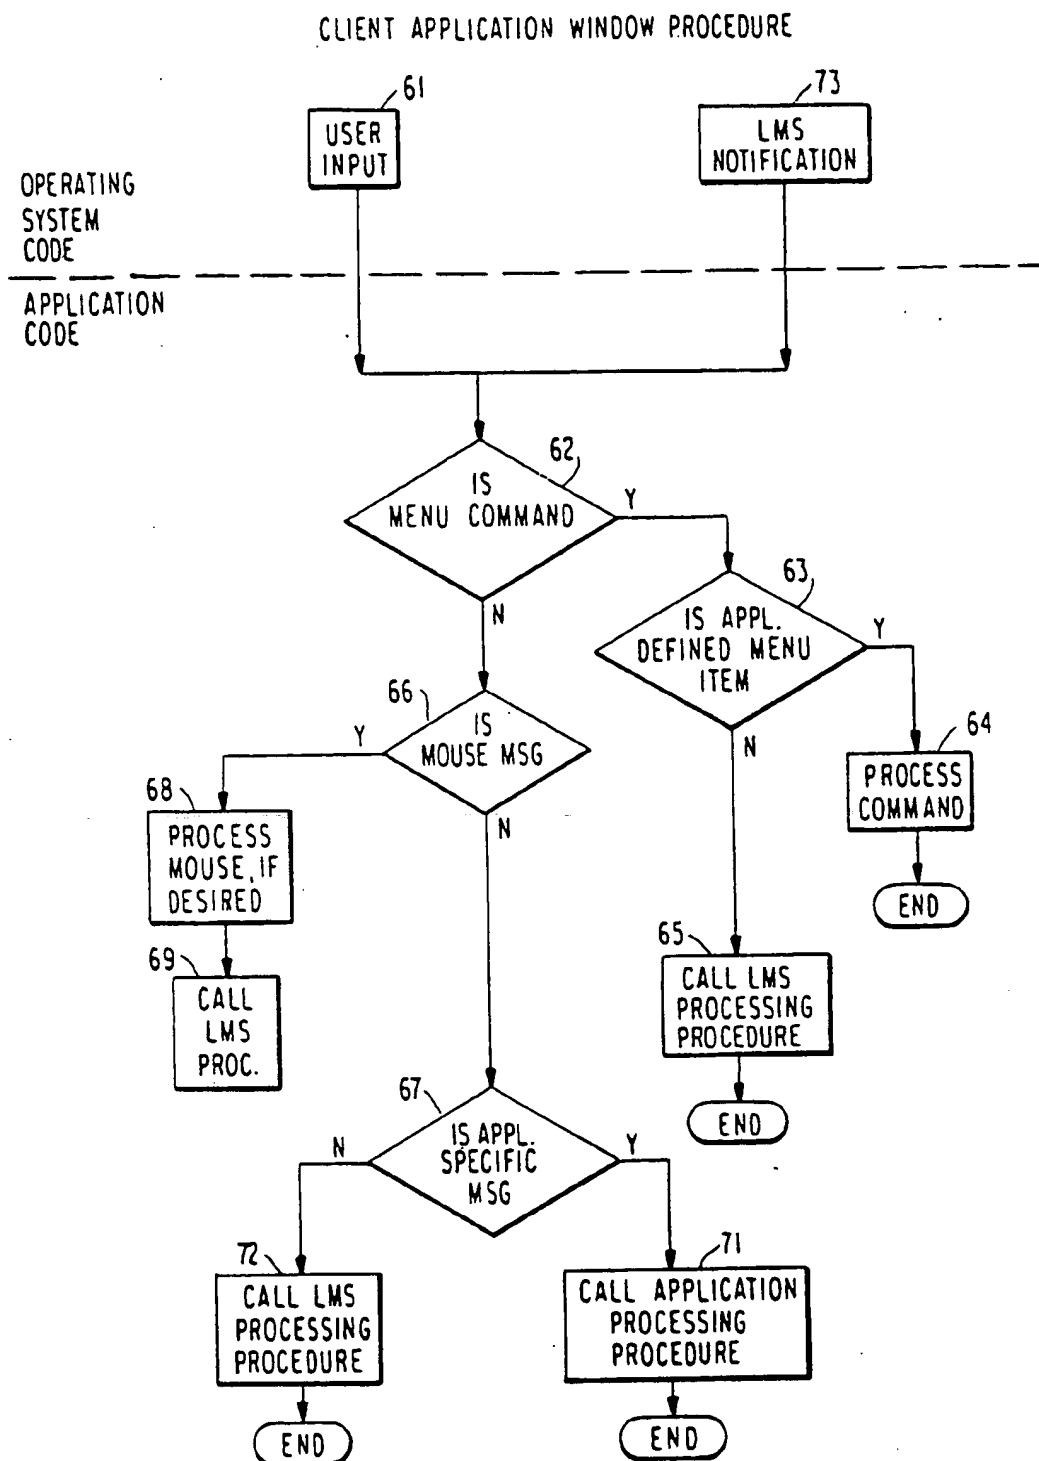 CLIENT APPLICATION WINDOW PROCEDURE
61
73
USER
INPUT
LMS
NOTIFICATION
OPERATING
SYSTEM
CODE
APPLICATION
CODE
62
IS
MENU COMMAND
Y
N
63
IS APPL.
DEFINED MENU
ITEM
Y
N
64
PROCESS
COMMAND
END
66
IS
MOUSE MSG
Y
N
68
PROCESS
MOUSE, IF
DESIRED
69
CALL
LMS
PROC.
65
CALL LMS
PROCESSING
PROCEDURE
END
67
IS APPL.
SPECIFIC
MSG
N
Y
72
CALL LMS
PROCESSING
PROCEDURE
END
71
CALL APPLICATION
PROCESSING
PROCEDURE
END